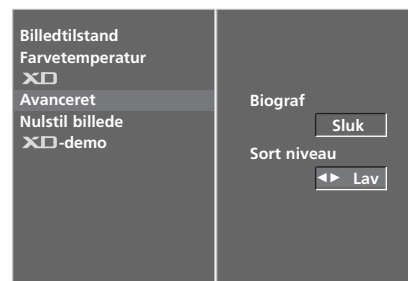 Billedtilstand
Farvetemperatur
XD
Avanceret
Nulstil billede
XD-demo
Biograf
Sluk
Sort niveau
Lav